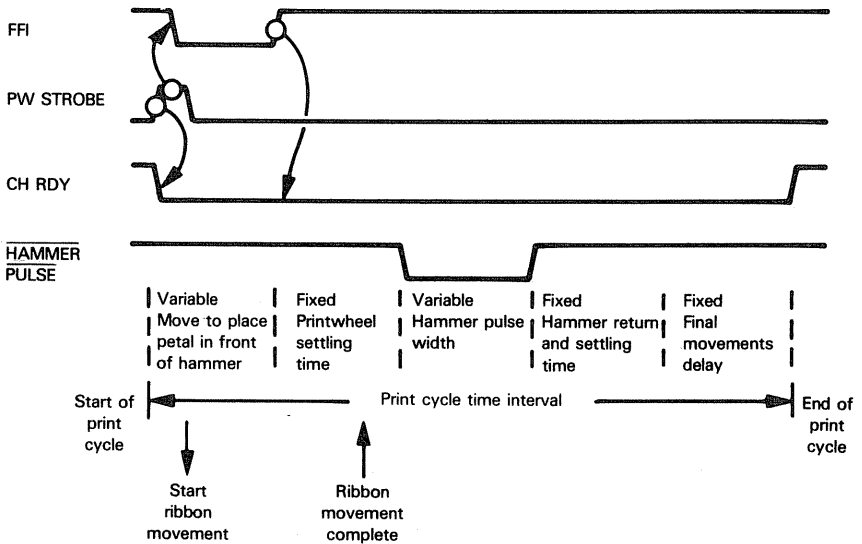 FFI
PW STROBE
CH RDY
HAMMER
PULSE
Variable
Move to place
petal in front
of hammer
Fixed
Printwheel
settling
time
Variable
Hammer pulse
width
Fixed
Hammer return
and settling
time
Fixed
Final
movements
delay
Start of
print
cycle
Print cycle time interval
End of
print
cycle
Start
ribbon
movement
Ribbon
movement
complete